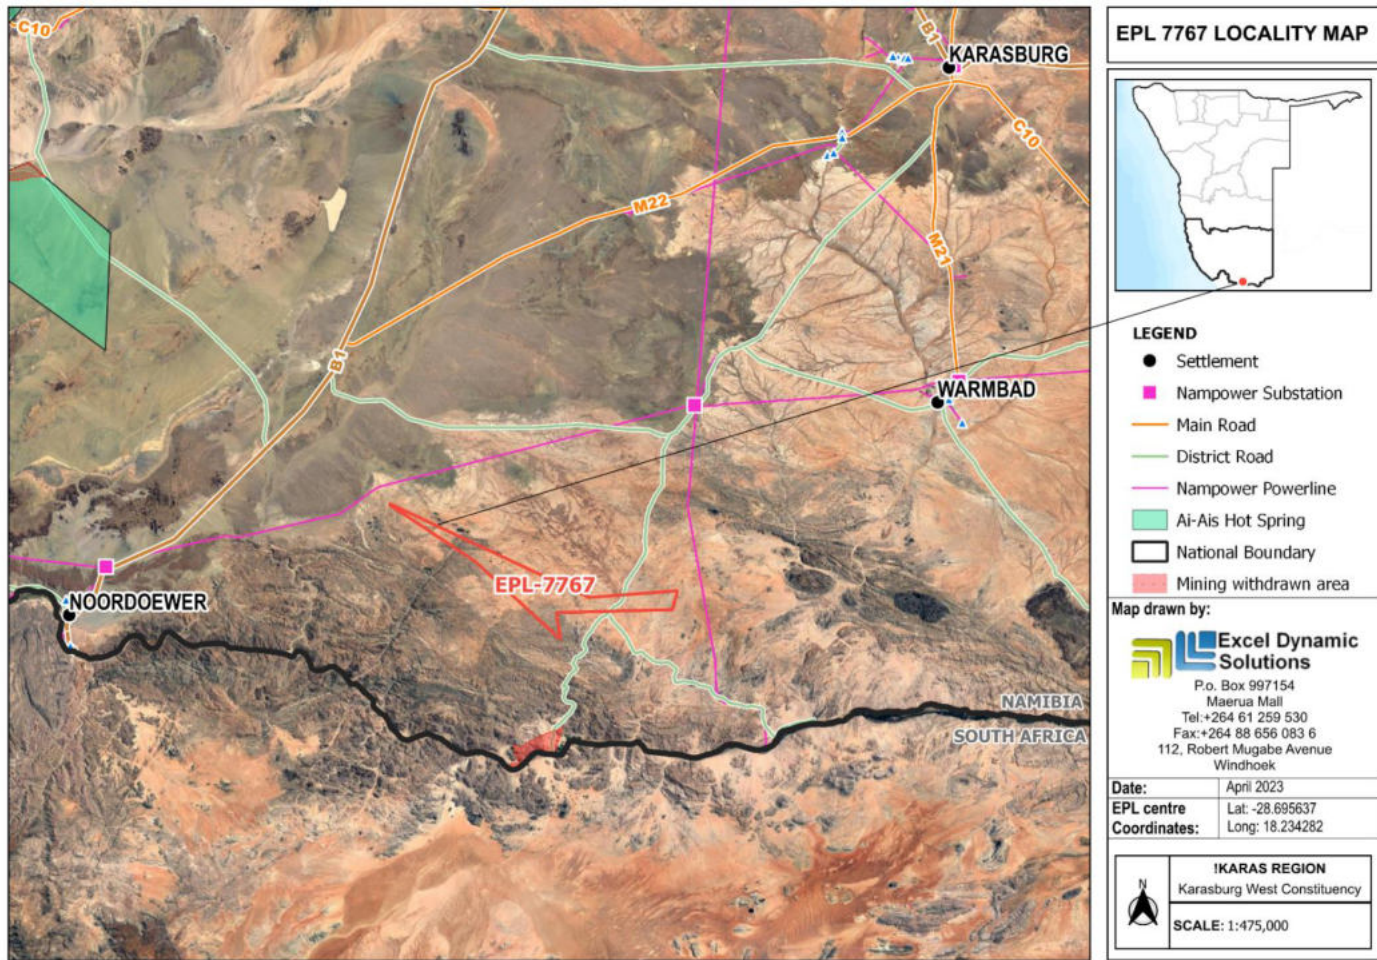 C10
B1
KARASBURG
C10
M22
M21
B1
WARMBAD
EPL-7767
NOORDOEWER
NAMIBIA
SOUTH AFRICA
EPL 7767 LOCALITY MAP
LEGEND
Settlement
Nampower Substation
Main Road
District Road
Nampower Powerline
Ai-Ais Hot Spring
National Boundary
Mining withdrawn area
Map drawn by:
Excel Dynamic
Solutions
P.o. Box 997154
Maerua Mall
Tel:+264 61 259 530
Fax:+264 88 656 083 6
112, Robert Mugabe Avenue
Windhoek
Date: April 2023
EPL centre Lat: -28.695637
Coordinates: Long: 18.234282
N
!KARAS REGION
Karasburg West Constituency
SCALE: 1:475,000